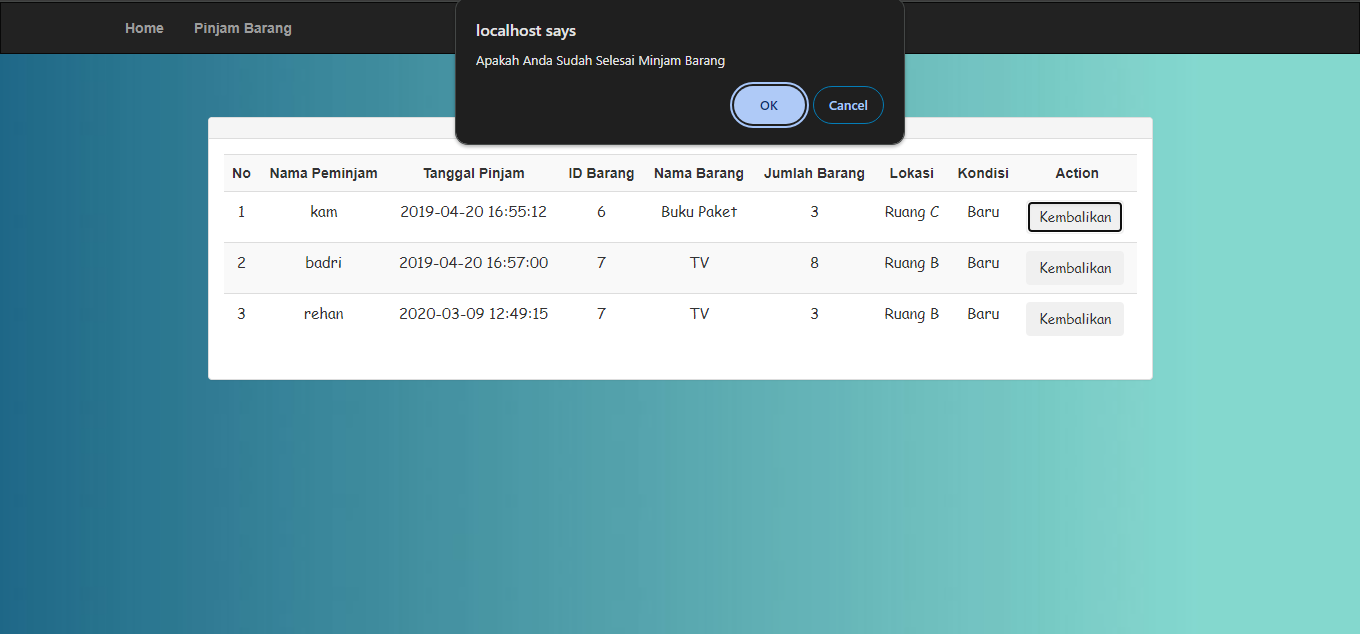 Home Pinjam Barang
localhost says
Apakah Anda Sudah Selesai Minjam Barang
OK Cancel
No Nama Peminjam Tanggal Pinjam ID Barang Nama Barang Jumlah Barang Lokasi Kondisi Action
1 kam 2019-04-20 16:55:12 6 Buku Paket 3 Ruang C Baru Kembalikan
2 badri 2019-04-20 16:57:00 7 TV 8 Ruang B Baru Kembalikan
3 rehan 2020-03-09 12:49:15 7 TV 3 Ruang B Baru Kembalikan